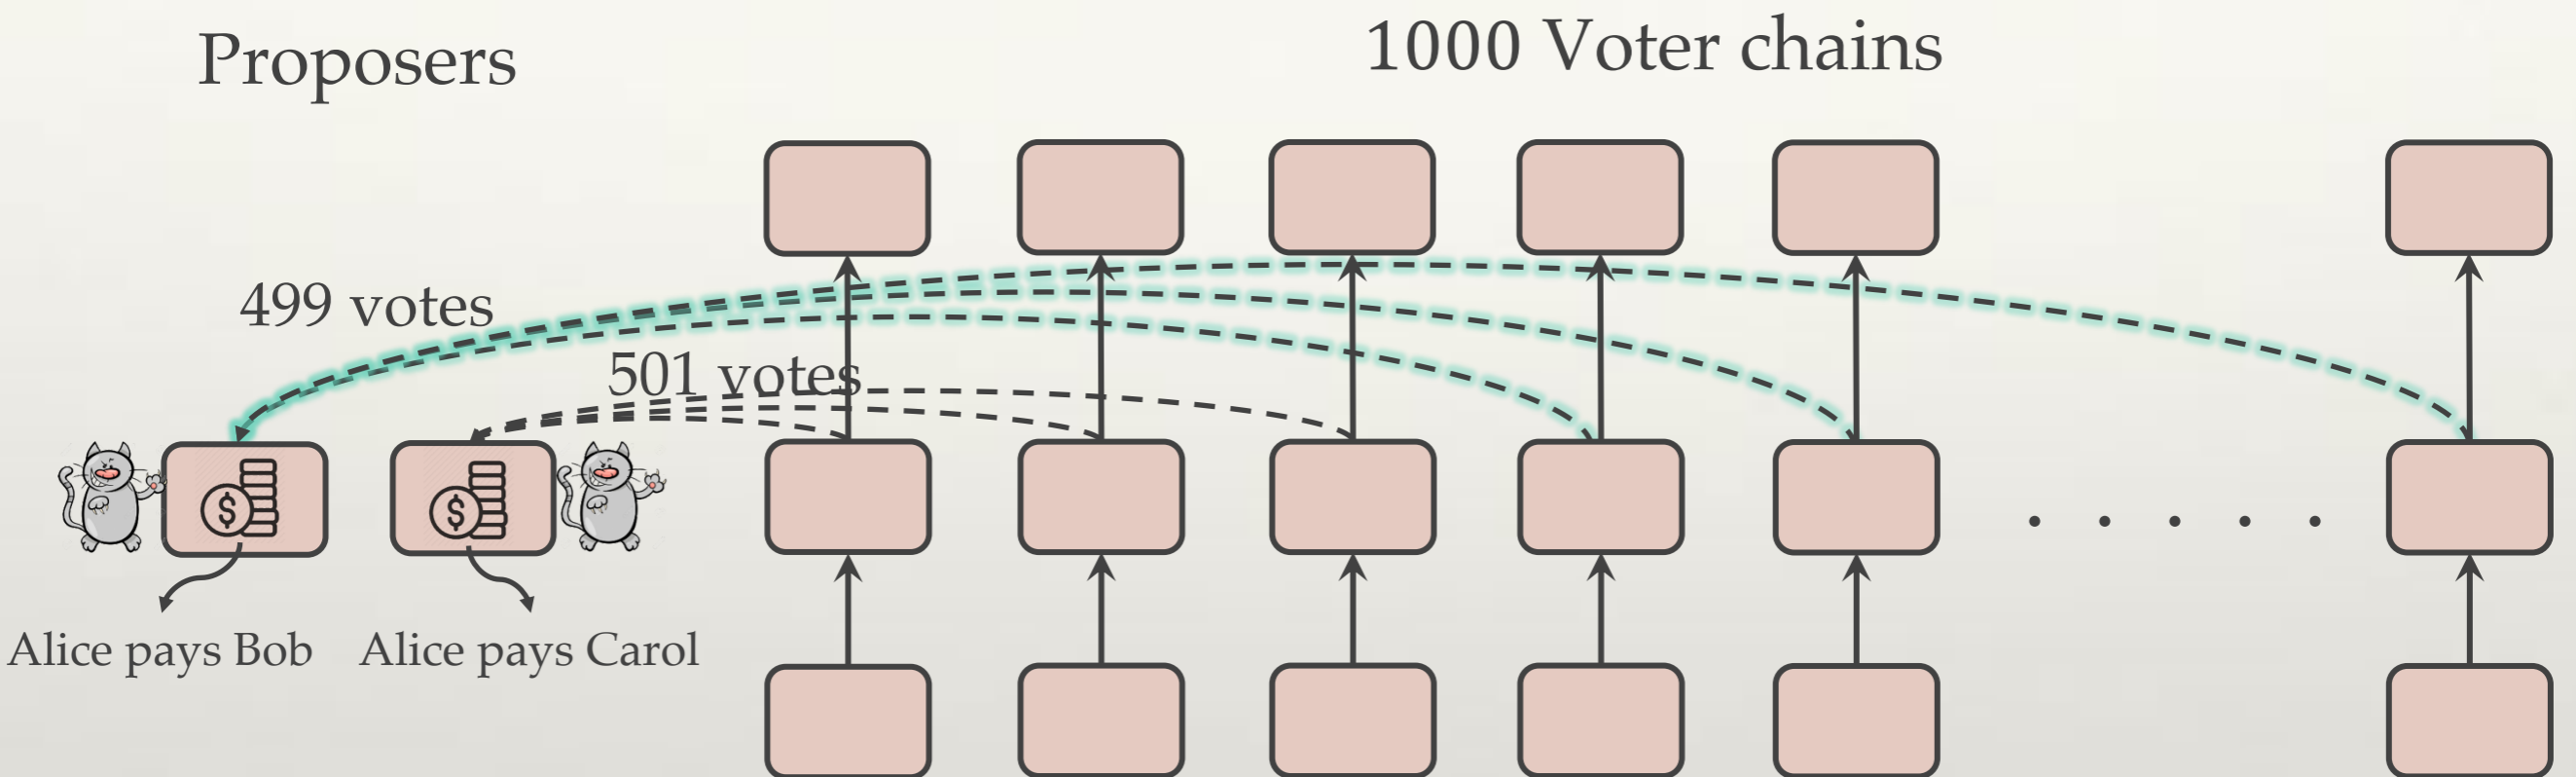 Proposers
1000 Voter chains
499 votes
501 votes
$
$
Alice pays Bob
Alice pays Carol